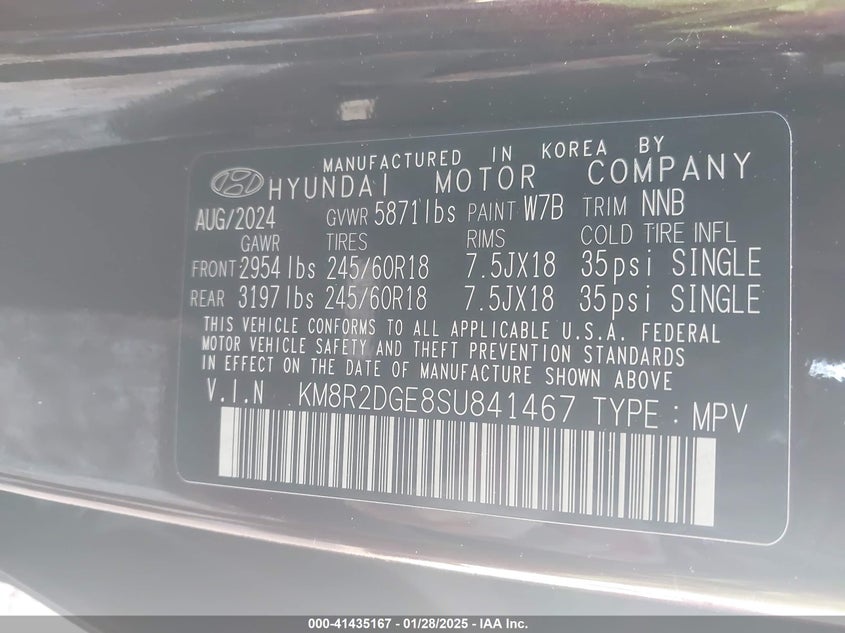 MANUFACTURED IN KOREA BY
HYUNDAI MOTOR COMPANY
AUG/2024 GVWR 5871lbs PAINT W7B TRIM NNB
GAWR TIRES RIMS COLD TIRE INFL
FRONT 2954lbs 245/60R18 7.5JX18 35psi SINGLE
REAR 3197lbs 245/60R18 7.5JX18 35psi SINGLE
THIS VEHICLE CONFORMS TO ALL APPLICABLE U.S.A. FEDERAL
MOTOR VEHICLE SAFETY AND THEFT PREVENTION STANDARDS
IN EFFECT ON THE DATE OF MANUFACTURE SHOWN ABOVE
V.I.N KM8R2DGE8SU841467 TYPE : MPV
000-41435167 - 01/28/2025 - IAA Inc.